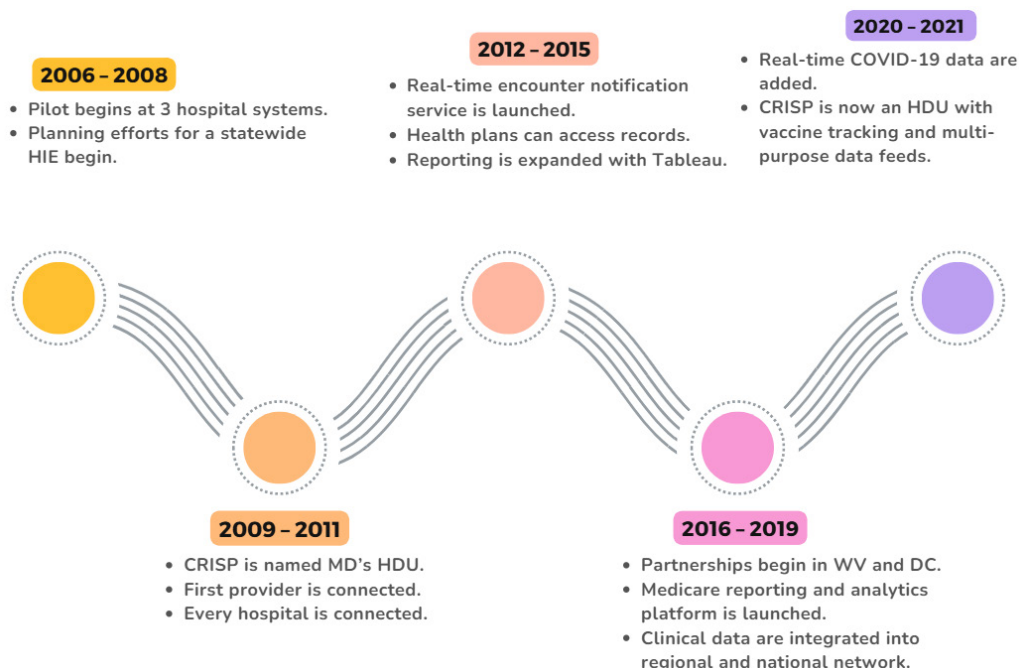 2006 – 2008
• Pilot begins at 3 hospital systems.
• Planning efforts for a statewide
HIE begin.
2009 – 2011
• CRISP is named MD's HDU.
• First provider is connected.
• Every hospital is connected.
2012 – 2015
• Real-time encounter notification
service is launched.
• Health plans can access records.
• Reporting is expanded with Tableau.
2016 – 2019
• Partnerships begin in WV and DC.
• Medicare reporting and analytics
platform is launched.
• Clinical data are integrated into
regional and national network.
2020 – 2021
• Real-time COVID-19 data are
added.
• CRISP is now an HDU with
vaccine tracking and multi-
purpose data feeds.